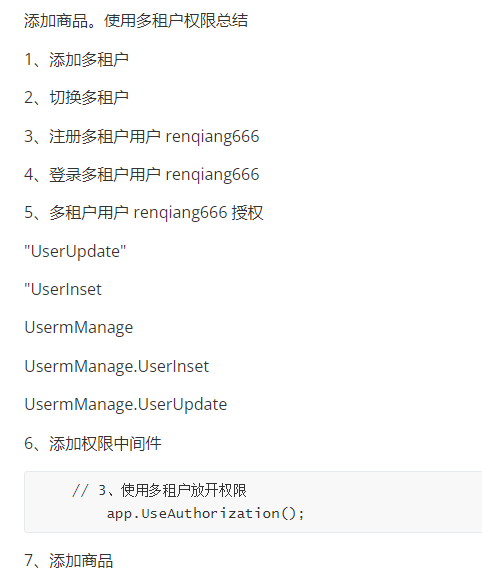 添加商品。使用多租户权限总结
1、添加多租户
2、切换多租户
3、注册多租户用户 renqiang666
4、登录多租户用户 renqiang666
5、多租户用户 renqiang666 授权
"UserUpdate"
"UserInset
UsermManage
UsermManage.UserInset
UsermManage.UserUpdate
6、添加权限中间件
// 3、使用多租户放开权限
app.UseAuthorization();
7、添加商品